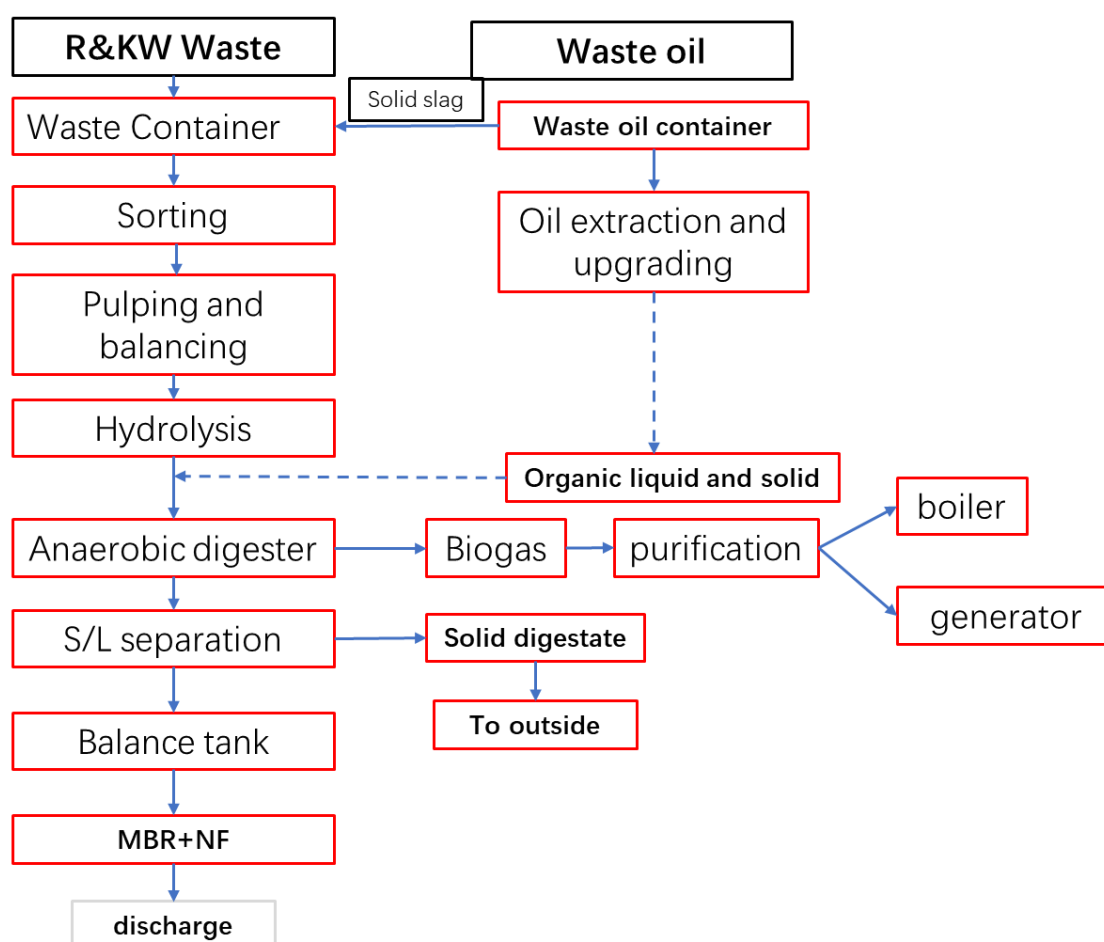 R&KW Waste
Waste oil
Solid slag
Waste Container
Waste oil container
Sorting
Oil extraction and
upgrading
Pulping and
balancing
Hydrolysis
Organic liquid and solid
boiler
Anaerobic digester
Biogas
purification
generator
S/L separation
Solid digestate
To outside
Balance tank
MBR+NF
discharge